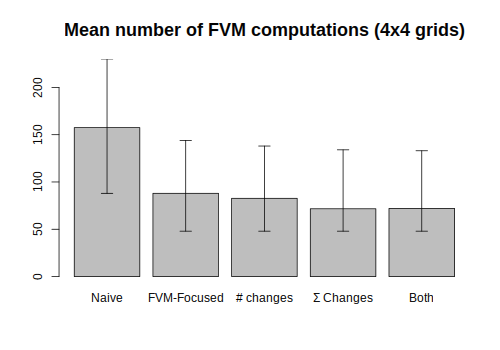 Mean number of FVM computations (4x4 grids)
200
150
100
50
0
Naive
FVM-Focused
# changes
Σ Changes
Both